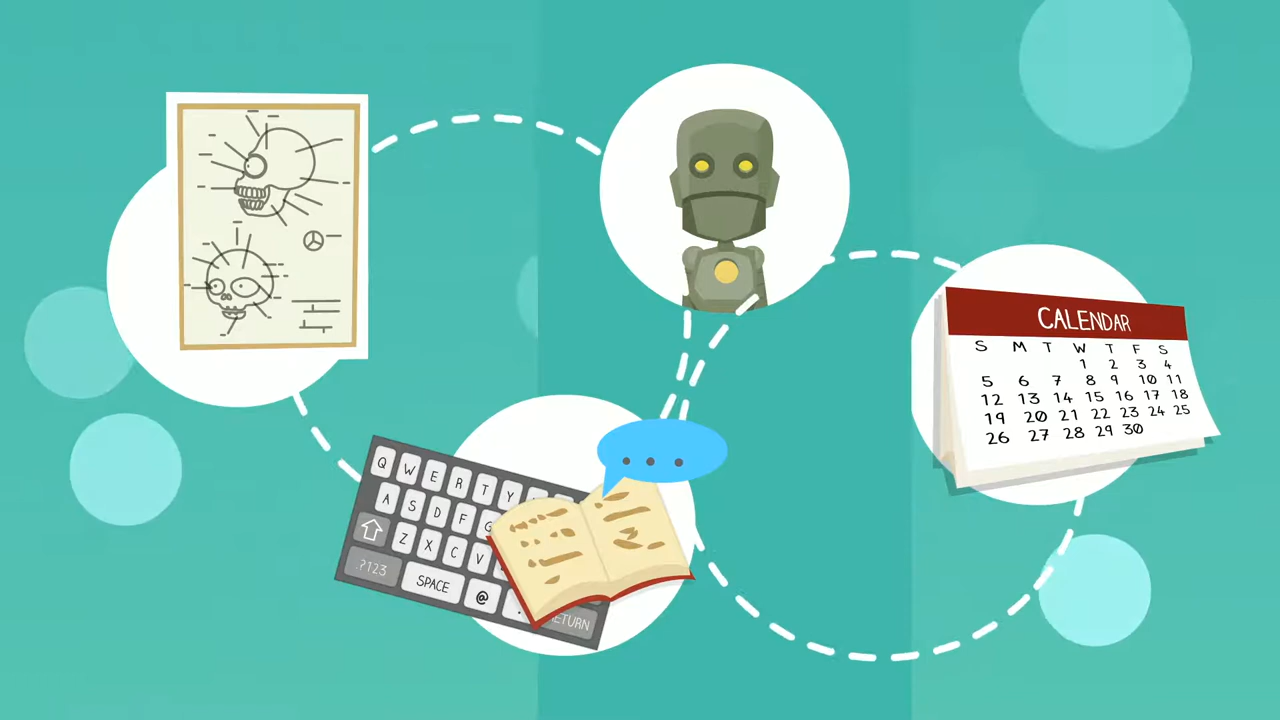 CALENDAR
S M T W T F S
1 2 3 4
5 6 7 8 9 10 11
12 13 14 15 16 17 18
19 20 21 22 23 24 25
26 27 28 29 30
Q W E R T Y
A S D F G
Z X C V
.?123 SPACE @ . RETURN